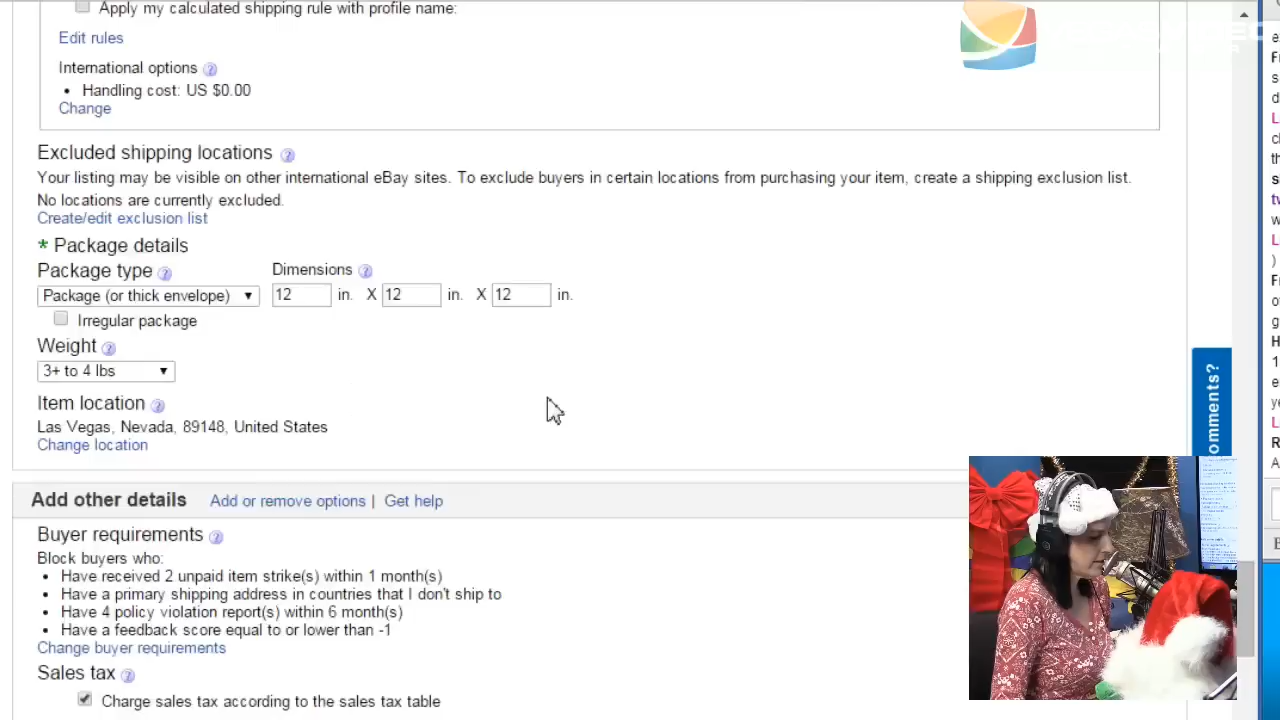 Apply my calculated shipping rule with profile name:
Edit rules
International options
Handling cost: US $0.00
Change
Excluded shipping locations
Your listing may be visible on other international eBay sites. To exclude buyers in certain locations from purchasing your item, create a shipping exclusion list.
No locations are currently excluded.
Create/edit exclusion list
* Package details
Package type
Dimensions
Package (or thick envelope)
12 in. X 12 in. X 12 in.
Irregular package
Weight
3+ to 4 lbs
Item location
Las Vegas, Nevada, 89148, United States
Change location
omments?
Add other details Add or remove options | Get help
Buyer requirements
Block buyers who:
Have received 2 unpaid item strike(s) within 1 month(s)
Have a primary shipping address in countries that I don't ship to
Have 4 policy violation report(s) within 6 month(s)
Have a feedback score equal to or lower than -1
Change buyer requirements
Sales tax
Charge sales tax according to the sales tax table